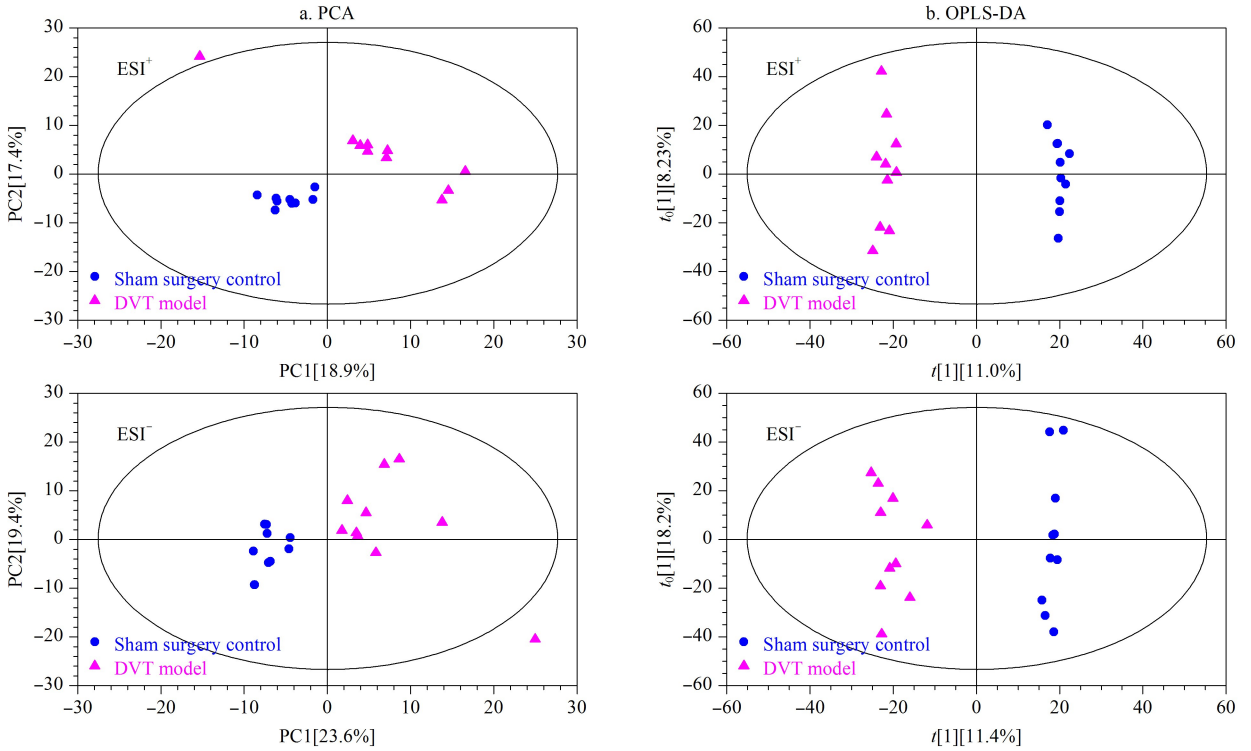 a. PCA
30
20
10
0
−10
−20
−30
PC2[17.4%]
ESI⁺
Sham surgery control
DVT model
−30 −20 −10 0 10 20 30
PC1[18.9%]
b. OPLS-DA
60
40
20
0
−20
−40
−60
t₀[1][8.23%]
ESI⁺
Sham surgery control
DVT model
−60 −40 −20 0 20 40 60
t[1][11.0%]
30
20
10
0
−10
−20
−30
PC2[19.4%]
ESI⁻
Sham surgery control
DVT model
−30 −20 −10 0 10 20 30
PC1[23.6%]
60
40
20
0
−20
−40
−60
t₀[1][18.2%]
ESI⁻
Sham surgery control
DVT model
−60 −40 −20 0 20 40 60
t[1][11.4%]